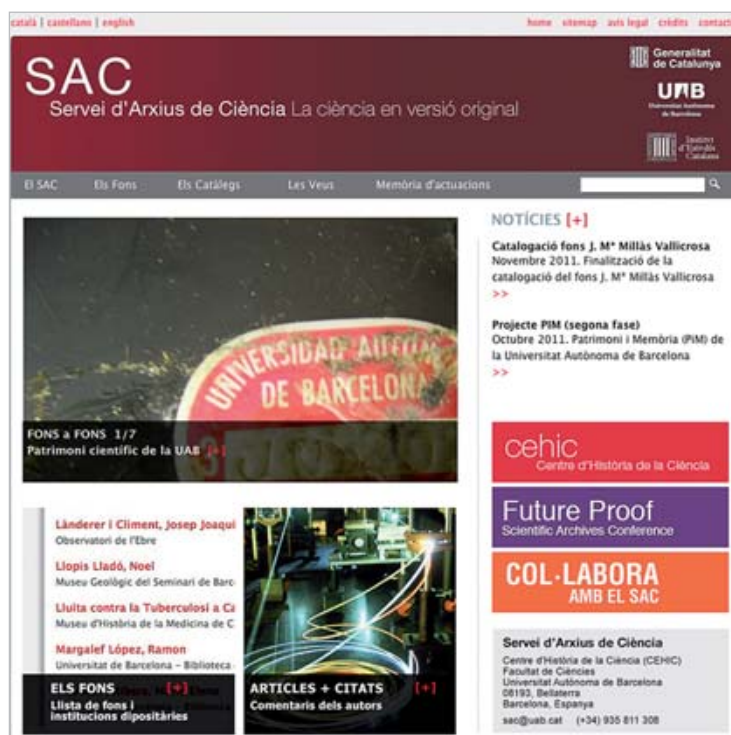 català | castellano | english
home sitemap avís legal crèdits contact
SAC
Servei d'Arxius de Ciència La ciència en versió original
Generalitat
de Catalunya
UAB
Universitat Autònoma
de Barcelona
Institut
d'Estudis
Catalans
El SAC Els Fons Els Catàlegs Les Veus Memòria d'actuacions
UNIVERSIDAD AUTÓN
DE BARCELONA
FONS a FONS 1/7
Patrimoni científic de la UAB [+]
NOTÍCIES [+]
Catalogació fons J. Mª Millàs Vallicrosa
Novembre 2011. Finalització de la
catalogació del fons J. Mª Millàs Vallicrosa
>>
Projecte PIM (segona fase)
Octubre 2011. Patrimoni i Memòria (PiM) de
la Universitat Autònoma de Barcelona
>>
cehic
Centre d'Història de la Ciència
Future Proof
Scientific Archives Conference
COL·LABORA
AMB EL SAC
Lànderer i Climent, Josep Joaqui
Observatori de l'Ebre
Llopis Lladó, Noel
Museu Geològic del Seminari de Barc
Lluita contra la Tuberculosi a Ca
Museu d'Història de la Medicina de C
Margalef López, Ramon
Universitat de Barcelona - Biblioteca
ELS FONS [+]
Llista de fons i
institucions dipositàries
ARTICLES + CITATS [+]
Comentaris dels autors
Servei d'Arxius de Ciència
Centre d'Història de la Ciència (CEHIC)
Facultat de Ciències
Universitat Autònoma de Barcelona
08193, Bellaterra
Barcelona, Espanya
sac@uab.cat (+34) 935 811 308